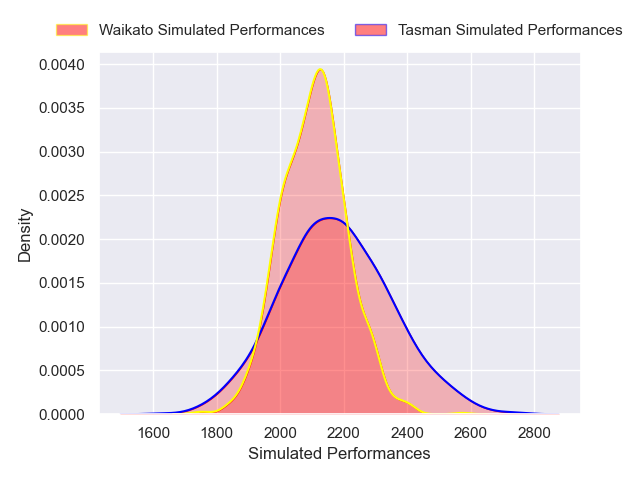 Waikato Simulated Performances
Tasman Simulated Performances
0.0040
0.0035
0.0030
0.0025
0.0020
0.0015
0.0010
0.0005
0.0000
Density
1600 1800 2000 2200 2400 2600 2800
Simulated Performances